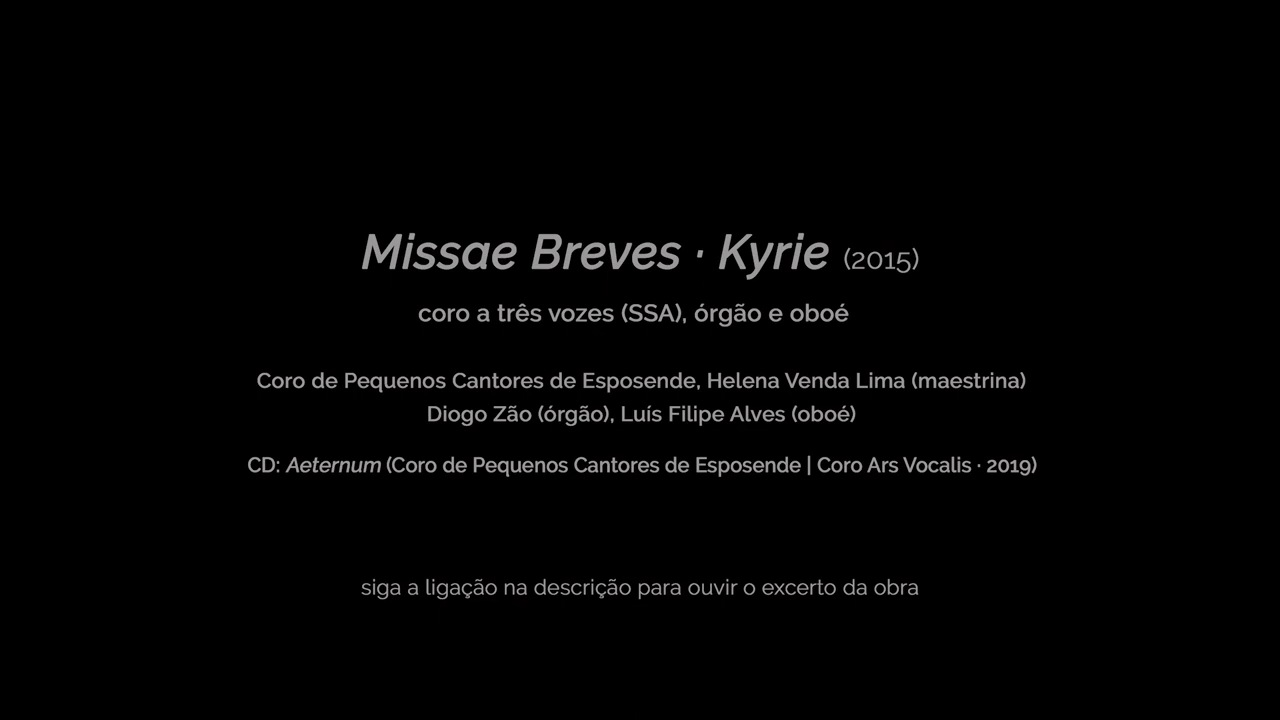 Missae Breves · Kyrie (2015)
coro a três vozes (SSA), órgão e oboé
Coro de Pequenos Cantores de Esposende, Helena Venda Lima (maestrina)
Diogo Zão (órgão), Luís Filipe Alves (oboé)
CD: Aeternum (Coro de Pequenos Cantores de Esposende | Coro Ars Vocalis · 2019)
siga a ligação na descrição para ouvir o excerto da obra